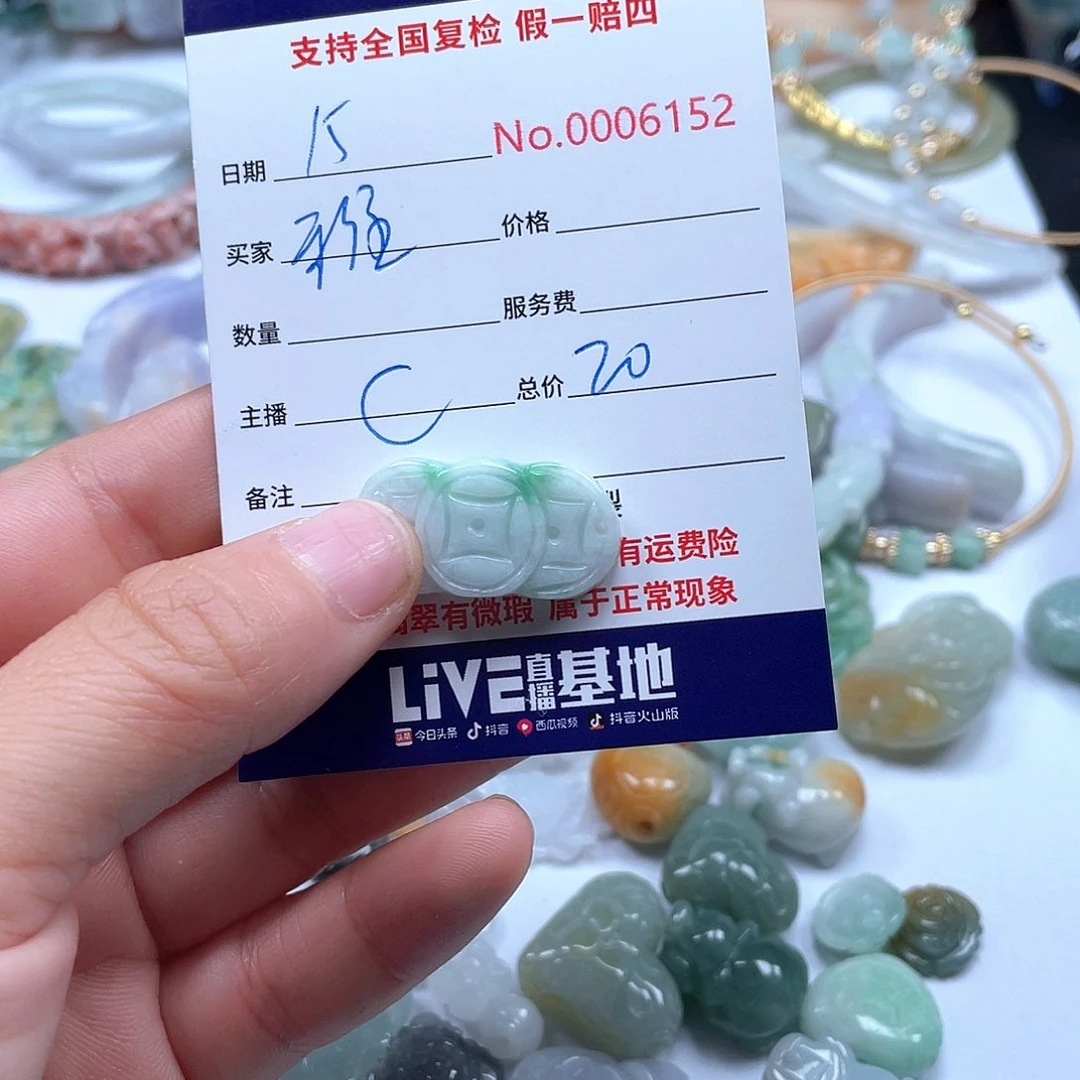 支持全国复检 假一赔四
日期 15 No.0006152
买家 价格
数量 服务费
主播 C 总价 20
备注
有运费险
翠有微瑕 属于正常现象
LiVE直播基地
头条 今日头条 抖音 西瓜视频 抖音火山版